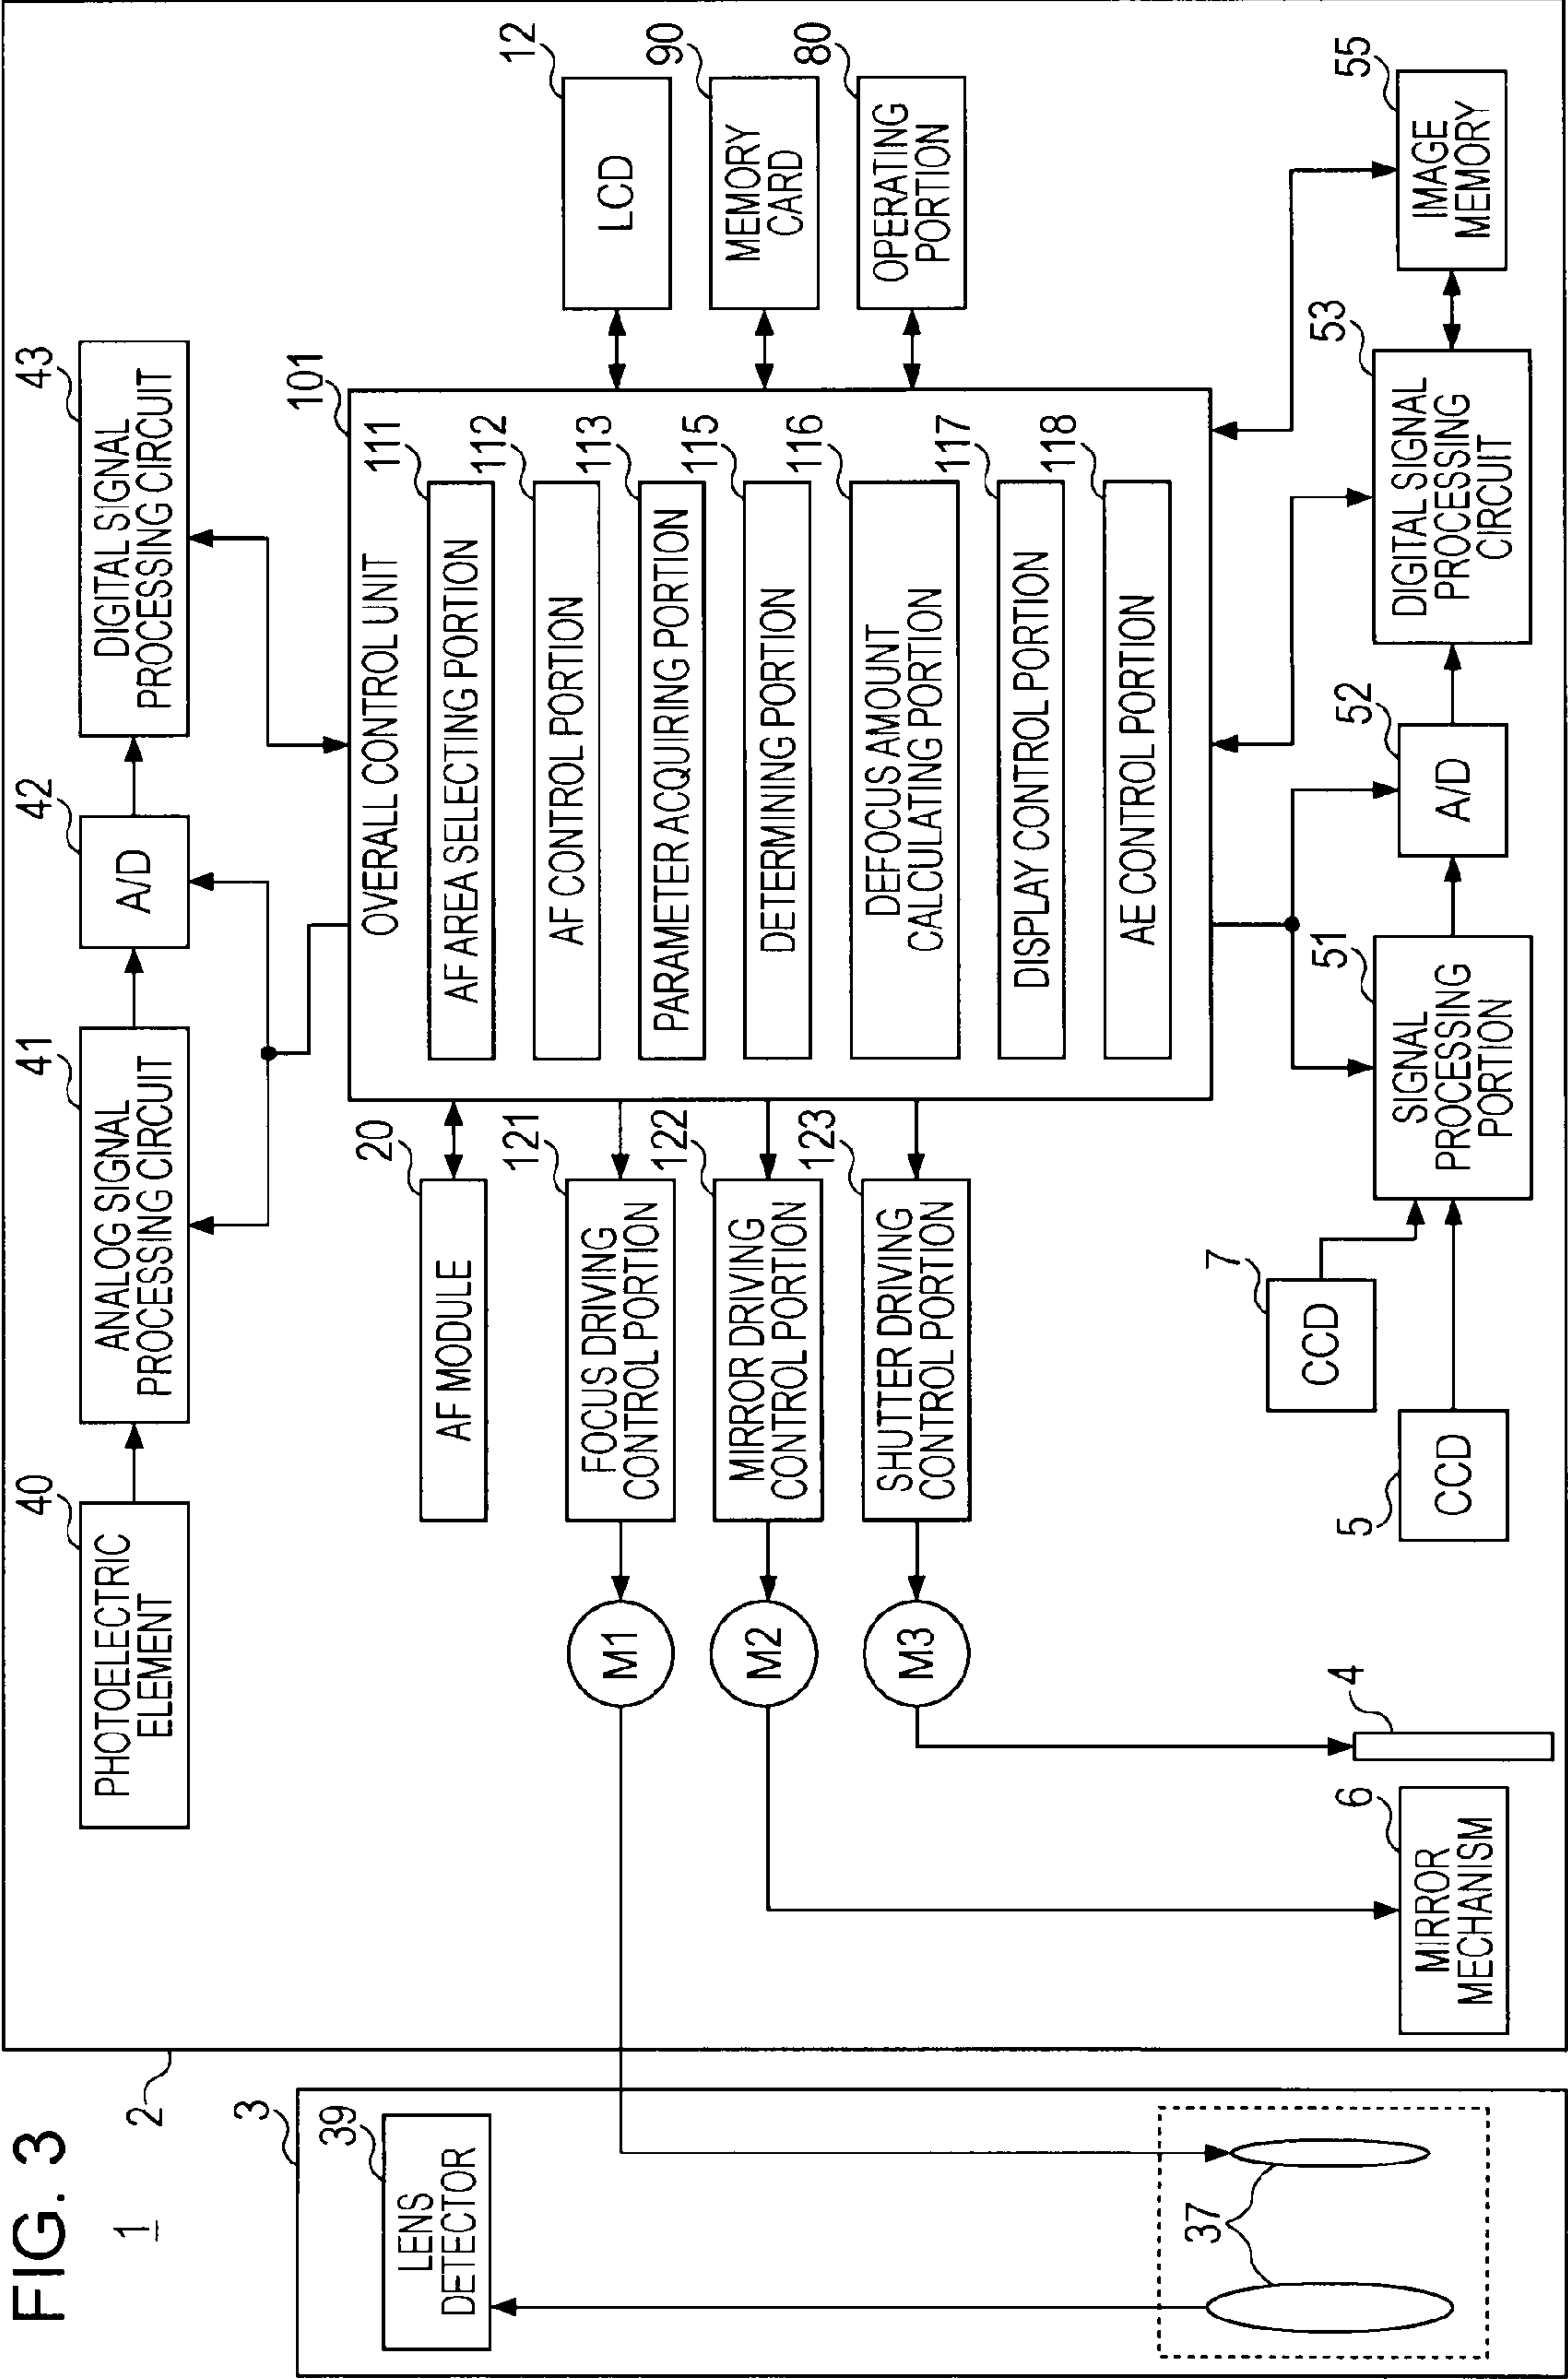 FIG. 3
1
2
3
39
LENS
DETECTOR
37
40
PHOTOELECTRIC
ELEMENT
41
ANALOG SIGNAL
PROCESSING CIRCUIT
42
A/D
43
DIGITAL SIGNAL
PROCESSING CIRCUIT
20
AF MODULE
121
FOCUS DRIVING
CONTROL PORTION
M1
122
MIRROR DRIVING
CONTROL PORTION
M2
123
SHUTTER DRIVING
CONTROL PORTION
M3
101
OVERALL CONTROL UNIT
111
AF AREA SELECTING PORTION
112
AF CONTROL PORTION
113
PARAMETER ACQUIRING PORTION
115
DETERMINING PORTION
116
DEFOCUS AMOUNT
CALCULATING PORTION
117
DISPLAY CONTROL PORTION
118
AE CONTROL PORTION
12
LCD
90
MEMORY
CARD
80
OPERATING
PORTION
6
MIRROR
MECHANISM
4
5
CCD
7
CCD
51
SIGNAL
PROCESSING
PORTION
52
A/D
53
DIGITAL SIGNAL
PROCESSING
CIRCUIT
55
IMAGE
MEMORY